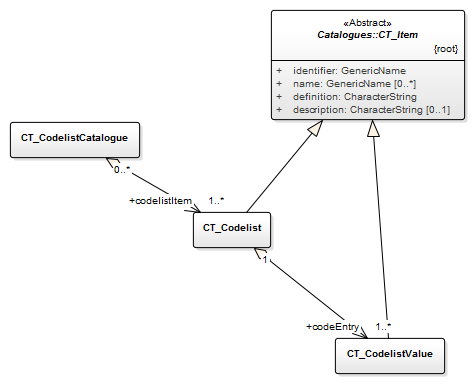 «Abstract»
Catalogues::CT_Item
{root}
+ identifier: GenericName
+ name: GenericName [0..*]
+ definition: CharacterString
+ description: CharacterString [0..1]
CT_CodelistCatalogue
0..*
+codelistItem 1..*
CT_Codelist
1
+codeEntry 1..*
CT_CodelistValue